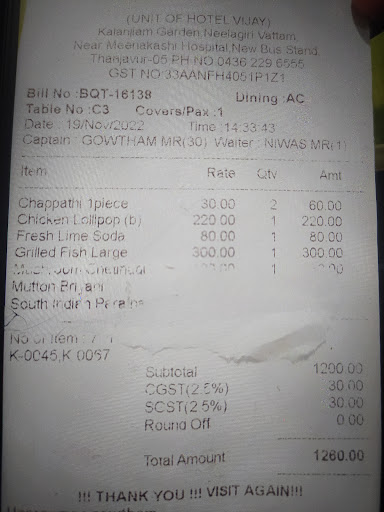 (UNIT OF HOTEL VIJAY)
Kalanjiam Garden,Neelagiri Vattam,
Near Meenakashi Hospital,New Bus Stand,
Thanjavur-05 PH NO 0436 229 6555
GST NO:33AANFH4051P1Z1
Bill No :BQT-16138 Dining :AC
Table No :C3 Covers/Pax :1
Date : 19/Nov/2022 Time :14:33:43
Captain : GOWTHAM MR(30) Waiter : NIWAS MR(1)
Item Rate Qty Amt
Chappathi 1piece 30.00 2 60.00
Chicken Lollipop (b) 220.00 1 220.00
Fresh Lime Soda 80.00 1 80.00
Grilled Fish Large 300.00 1 300.00
Mutton Briyani
South Indian
No of Item :
K-0045,K 0067
Subtotal 1200.00
CGST(2.5%) 30.00
SCST(2.5%) 30.00
Round Off 0.00
Total Amount 1260.00
!!! THANK YOU !!! VISIT AGAIN!!!